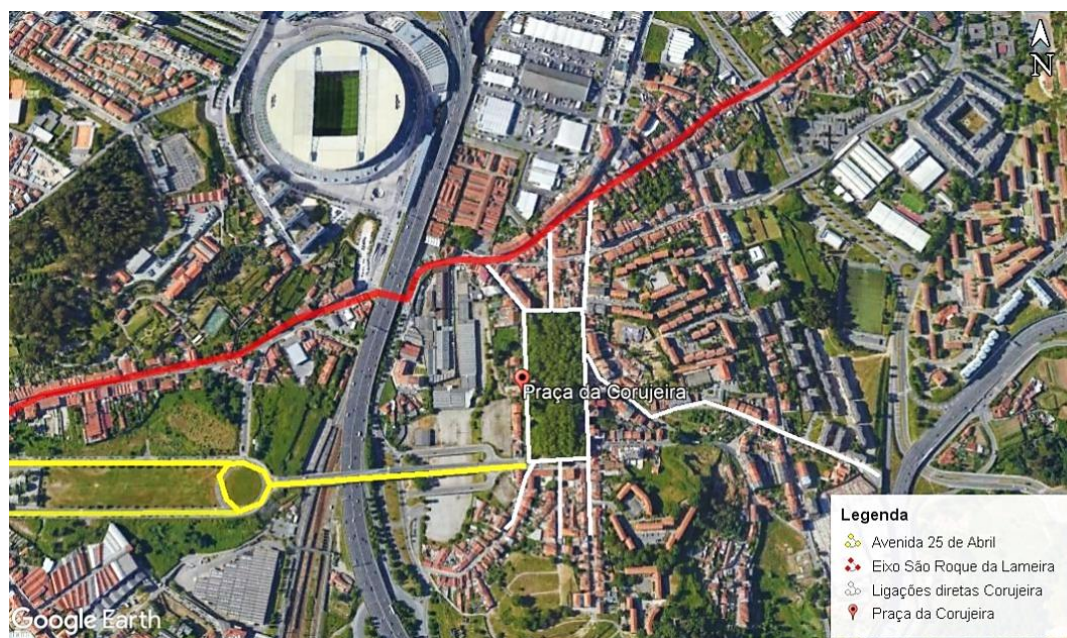 N
Praça da Corujeira
Legenda
Avenida 25 de Abril
Eixo São Roque da Lameira
Ligações diretas Corujeira
Praça da Corujeira
Google Earth